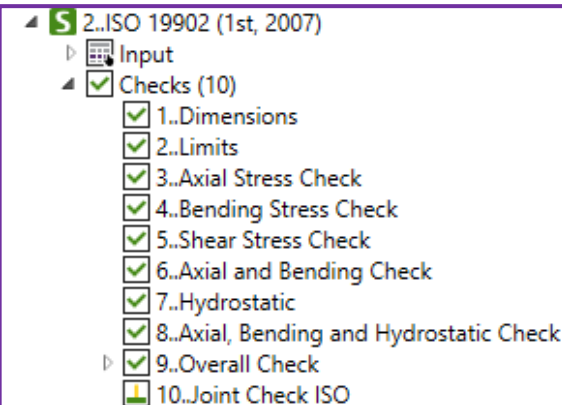 S 2..ISO 19902 (1st, 2007)
Input
Checks (10)
1..Dimensions
2..Limits
3..Axial Stress Check
4..Bending Stress Check
5..Shear Stress Check
6..Axial and Bending Check
7..Hydrostatic
8..Axial, Bending and Hydrostatic Check
9..Overall Check
10..Joint Check ISO